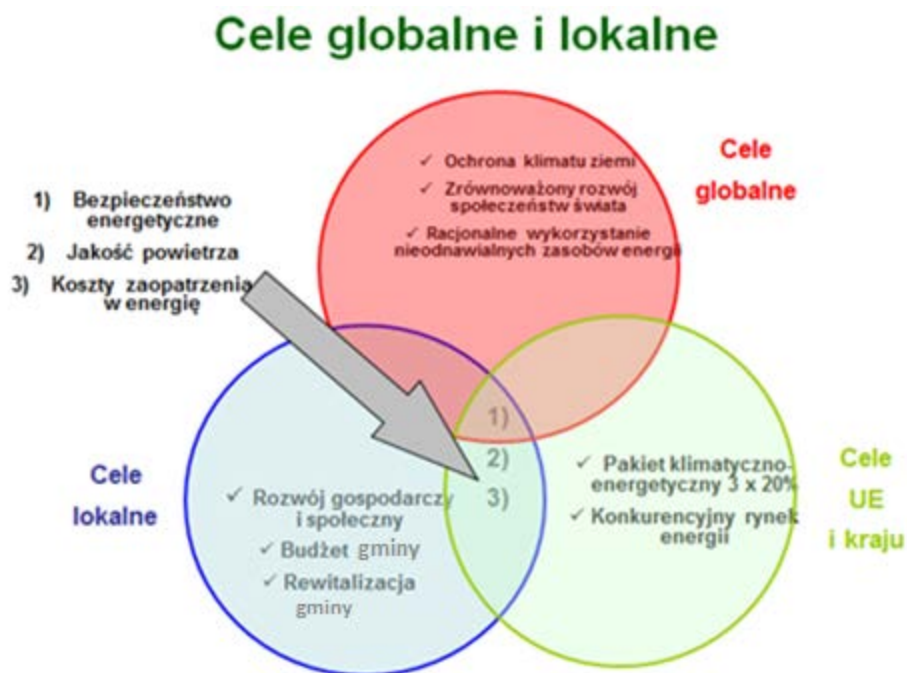 Cele globalne i lokalne
✓ Ochrona klimatu ziemi
✓ Zrównoważony rozwój
społeczeństw świata
✓ Racjonalne wykorzystanie
nieodnawialnych zasobów energii
Cele
globalne
1) Bezpieczeństwo
energetyczne
2) Jakość powietrza
3) Koszty zaopatrzenia
w energię
1)
2)
3)
Cele
lokalne
✓ Rozwój gospodarczy
i społeczny
✓ Budżet gminy
✓ Rewitalizacja
gminy
✓ Pakiet klimatyczno-
energetyczny 3 x 20%
✓ Konkurencyjny rynek
energii
Cele
UE
i kraju